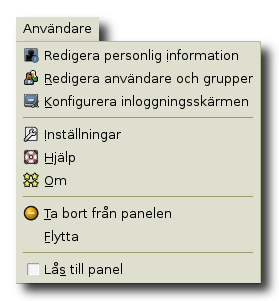 Användare
Redigera personlig information
Redigera användare och grupper
Konfigurera inloggningsskärmen
Inställningar
Hjälp
Om
Ta bort från panelen
Flytta
Lås till panel